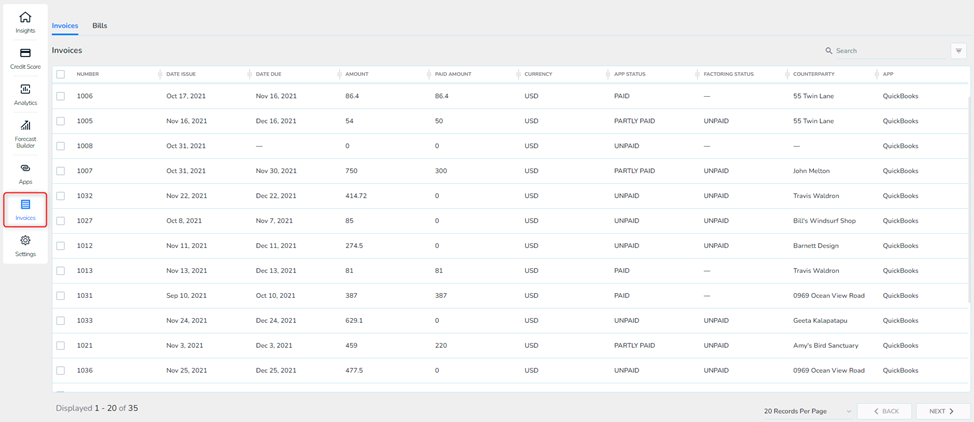 Insights
Credit Score
Analytics
Forecast
Builder
Apps
Invoices
Settings
Invoices Bills
Invoices
Search
NUMBER DATE ISSUE DATE DUE AMOUNT PAID AMOUNT CURRENCY APP STATUS FACTORING STATUS COUNTERPARTY APP
1006 Oct 17, 2021 Nov 16, 2021 86.4 86.4 USD PAID — 55 Twin Lane QuickBooks
1005 Nov 16, 2021 Dec 16, 2021 54 50 USD PARTLY PAID UNPAID 55 Twin Lane QuickBooks
1008 Oct 31, 2021 — 0 0 USD UNPAID — — QuickBooks
1007 Oct 31, 2021 Nov 30, 2021 750 300 USD PARTLY PAID UNPAID John Melton QuickBooks
1032 Nov 22, 2021 Dec 22, 2021 414.72 0 USD UNPAID UNPAID Travis Waldron QuickBooks
1027 Oct 8, 2021 Nov 7, 2021 85 0 USD UNPAID UNPAID Bill's Windsurf Shop QuickBooks
1012 Nov 11, 2021 Dec 11, 2021 274.5 0 USD UNPAID UNPAID Barnett Design QuickBooks
1013 Nov 13, 2021 Dec 13, 2021 81 81 USD PAID — Travis Waldron QuickBooks
1031 Sep 10, 2021 Oct 10, 2021 387 387 USD PAID — 0969 Ocean View Road QuickBooks
1033 Nov 24, 2021 Dec 24, 2021 629.1 0 USD UNPAID UNPAID Geeta Kalapatapu QuickBooks
1021 Nov 3, 2021 Dec 3, 2021 459 220 USD PARTLY PAID UNPAID Amy's Bird Sanctuary QuickBooks
1036 Nov 25, 2021 Dec 25, 2021 477.5 0 USD UNPAID UNPAID QuickBooks
Displayed 1 - 20 of 35
20 Records Per Page BACK NEXT